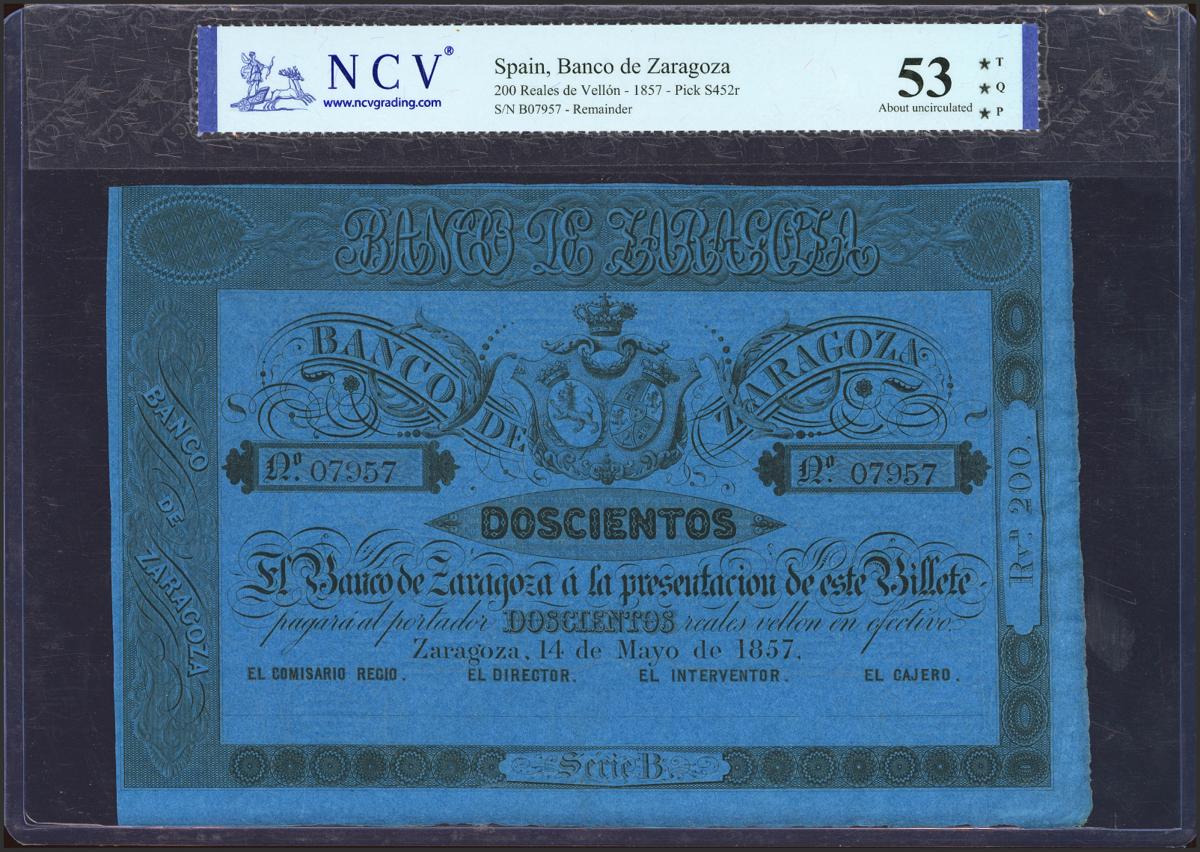 NCV®
www.ncvgrading.com
Spain, Banco de Zaragoza
200 Reales de Vellón - 1857 - Pick S452r
S/N B07957 - Remainder
53
About uncirculated
★ T
★ Q
★ P
BANCO DE ZARAGOZA
BANCO DE ZARAGOZA
BANCO DE ZARAGOZA
Nº. 07957
Nº. 07957
DOSCIENTOS
El Banco de Zaragoza á la presentacion de este Billete
pagará al portador DOSCIENTOS reales vellon en efectivo.
Zaragoza, 14 de Mayo de 1857.
EL COMISARIO REGIO. EL DIRECTOR. EL INTERVENTOR. EL CAJERO.
Rvn. 200
Série B.